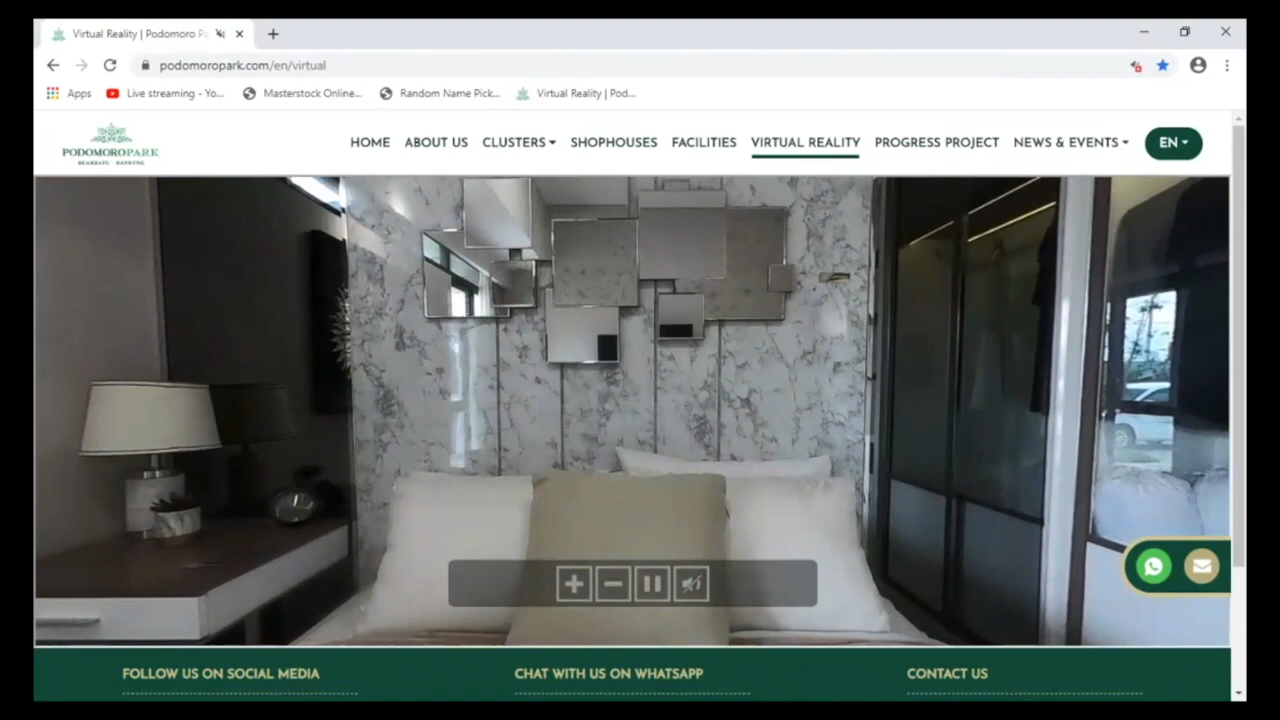 Virtual Reality | Podomoro Pa
podomoropark.com/en/virtual
Apps Live streaming - Yo... Masterstock Online... Random Name Pick... Virtual Reality | Pod...
PODOMOROPARK
BUAHBATU - BANDUNG
HOME ABOUT US CLUSTERS SHOPHOUSES FACILITIES VIRTUAL REALITY PROGRESS PROJECT NEWS & EVENTS EN
FOLLOW US ON SOCIAL MEDIA CHAT WITH US ON WHATSAPP CONTACT US